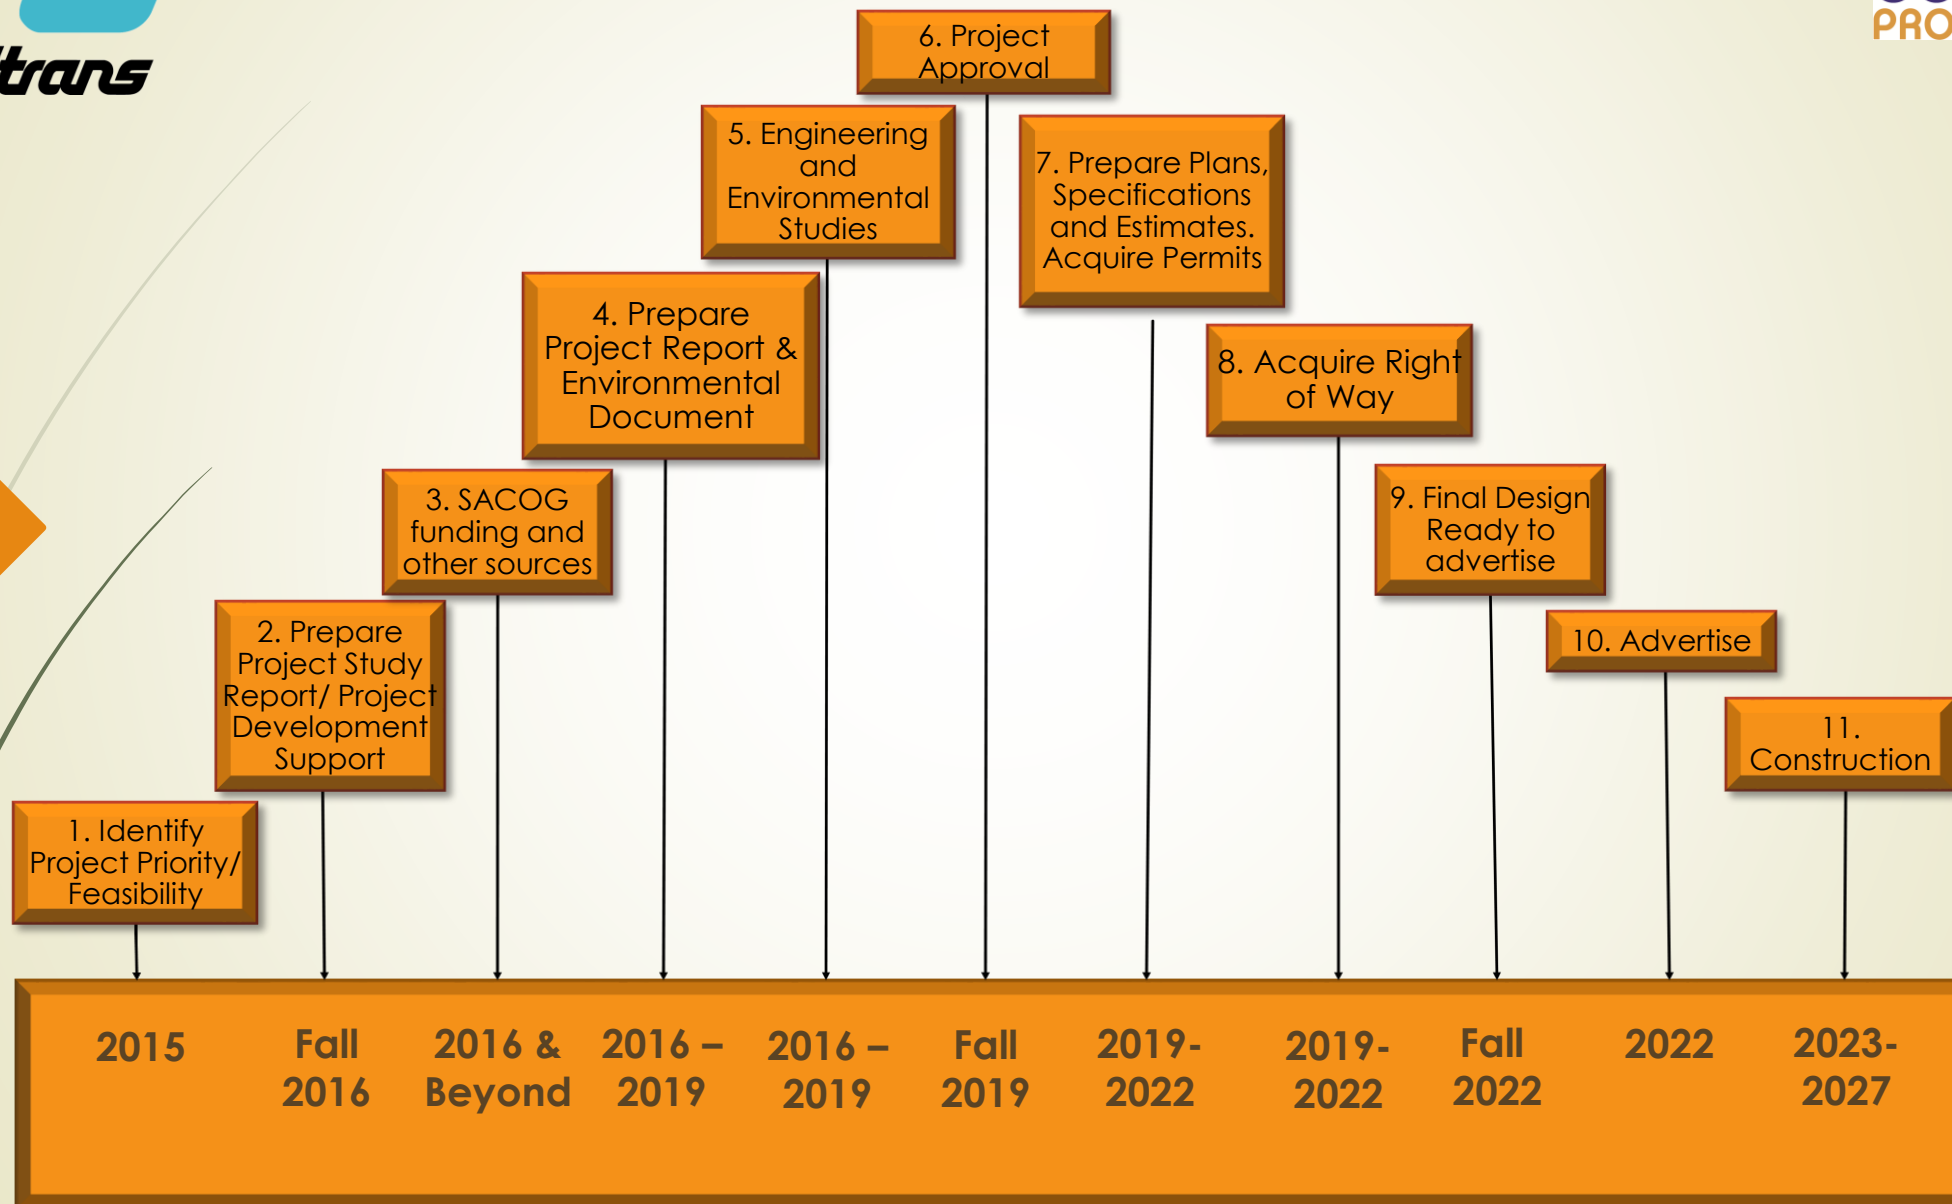 trans
PRO
6. Project
Approval
5. Engineering
and
Environmental
Studies
7. Prepare Plans,
Specifications
and Estimates.
Acquire Permits
4. Prepare
Project Report &
Environmental
Document
8. Acquire Right
of Way
3. SACOG
funding and
other sources
9. Final Design
Ready to
advertise
2. Prepare
Project Study
Report/ Project
Development
Support
10. Advertise
11.
Construction
1. Identify
Project Priority/
Feasibility
2015
Fall
2016
2016 &
Beyond
2016 –
2019
2016 –
2019
Fall
2019
2019-
2022
2019-
2022
Fall
2022
2022
2023-
2027